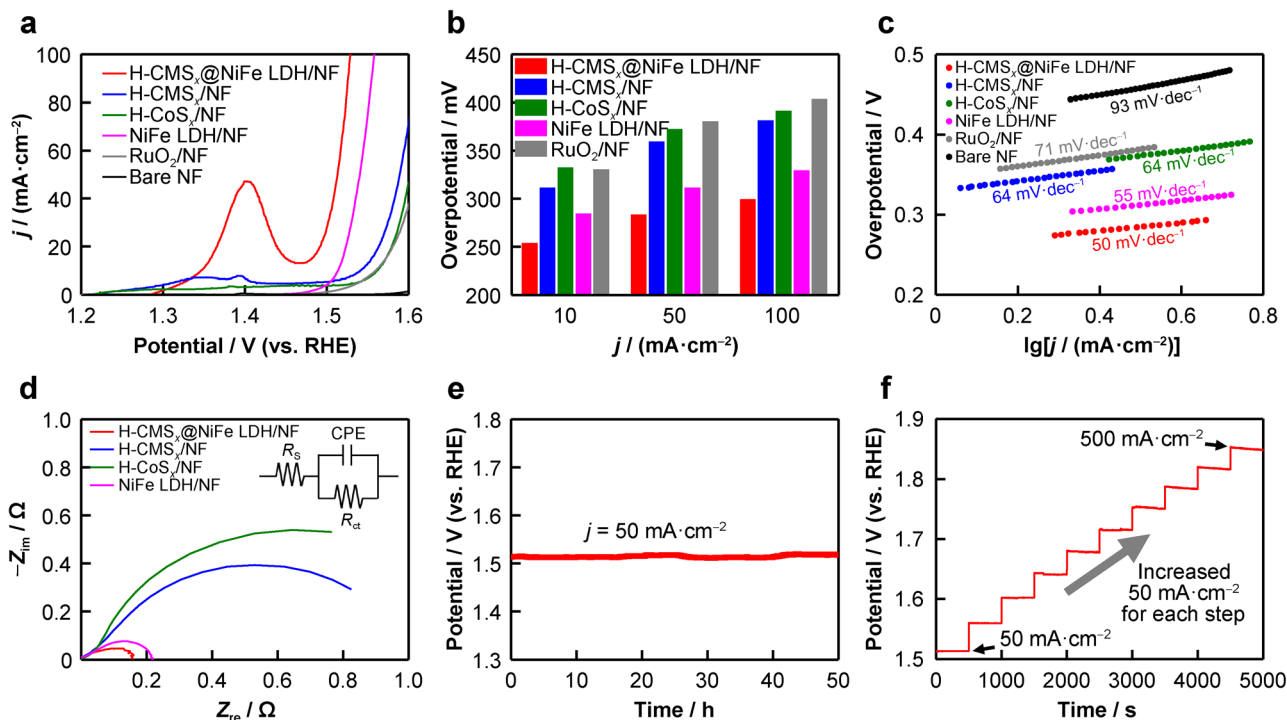 a
j / (mA·cm⁻²)
100
80
60
40
20
0
H-CMSₓ@NiFe LDH/NF
H-CMSₓ/NF
H-CoSₓ/NF
NiFe LDH/NF
RuO₂/NF
Bare NF
1.2 1.3 1.4 1.5 1.6
Potential / V (vs. RHE)
b
Overpotential / mV
450
400
350
300
250
200
H-CMSₓ@NiFe LDH/NF
H-CMSₓ/NF
H-CoSₓ/NF
NiFe LDH/NF
RuO₂/NF
10 50 100
j / (mA·cm⁻²)
c
Overpotential / V
0.5
0.4
0.3
0.2
H-CMSₓ@NiFe LDH/NF
H-CMSₓ/NF
H-CoSₓ/NF
NiFe LDH/NF
RuO₂/NF
Bare NF
93 mV·dec⁻¹
71 mV·dec⁻¹
64 mV·dec⁻¹
64 mV·dec⁻¹
55 mV·dec⁻¹
50 mV·dec⁻¹
0 0.2 0.4 0.6 0.8
lg[j / (mA·cm⁻²)]
d
−Zim / Ω
1.0
0.8
0.6
0.4
0.2
0
H-CMSₓ@NiFe LDH/NF
H-CMSₓ/NF
H-CoSₓ/NF
NiFe LDH/NF
CPE
Rs
Rct
0.2 0.4 0.6 0.8 1.0
Zre / Ω
e
Potential / V (vs. RHE)
1.8
1.7
1.6
1.5
1.4
1.3
j = 50 mA·cm⁻²
0 10 20 30 40 50
Time / h
f
Potential / V (vs. RHE)
1.9
1.8
1.7
1.6
1.5
500 mA·cm⁻²
Increased
50 mA·cm⁻²
for each step
50 mA·cm⁻²
0 1000 2000 3000 4000 5000
Time / s